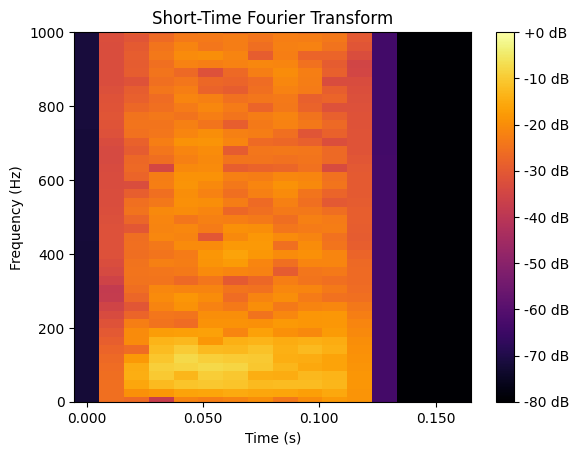 Short-Time Fourier Transform
1000
800
600
400
200
0
Frequency (Hz)
0.000
0.050
0.100
0.150
Time (s)
+0 dB
-10 dB
-20 dB
-30 dB
-40 dB
-50 dB
-60 dB
-70 dB
-80 dB